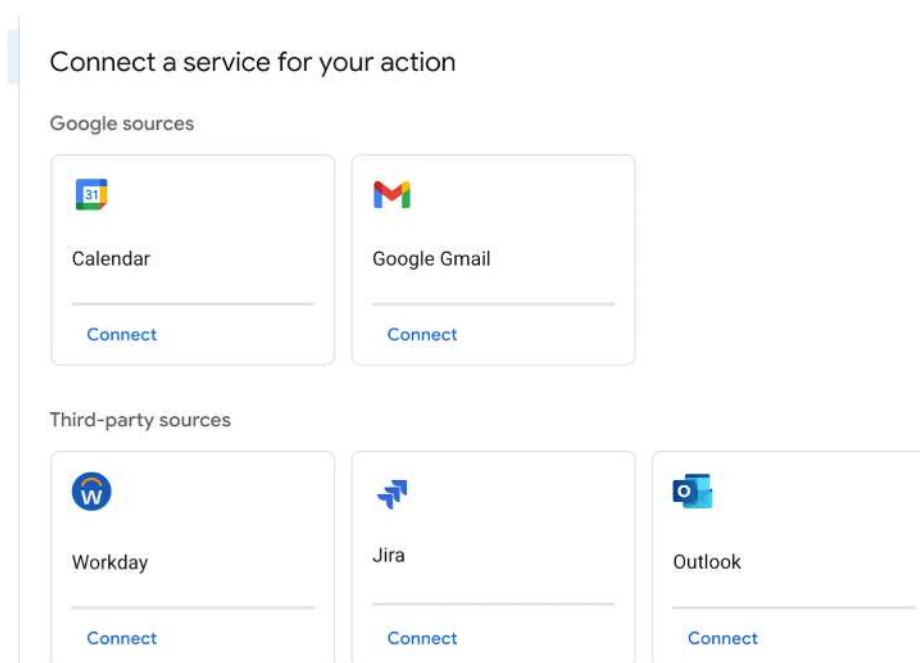 Connect a service for your action
Google sources
31
Calendar
Google Gmail
Connect
Connect
Third-party sources
W
O
Workday
Jira
Outlook
Connect
Connect
Connect